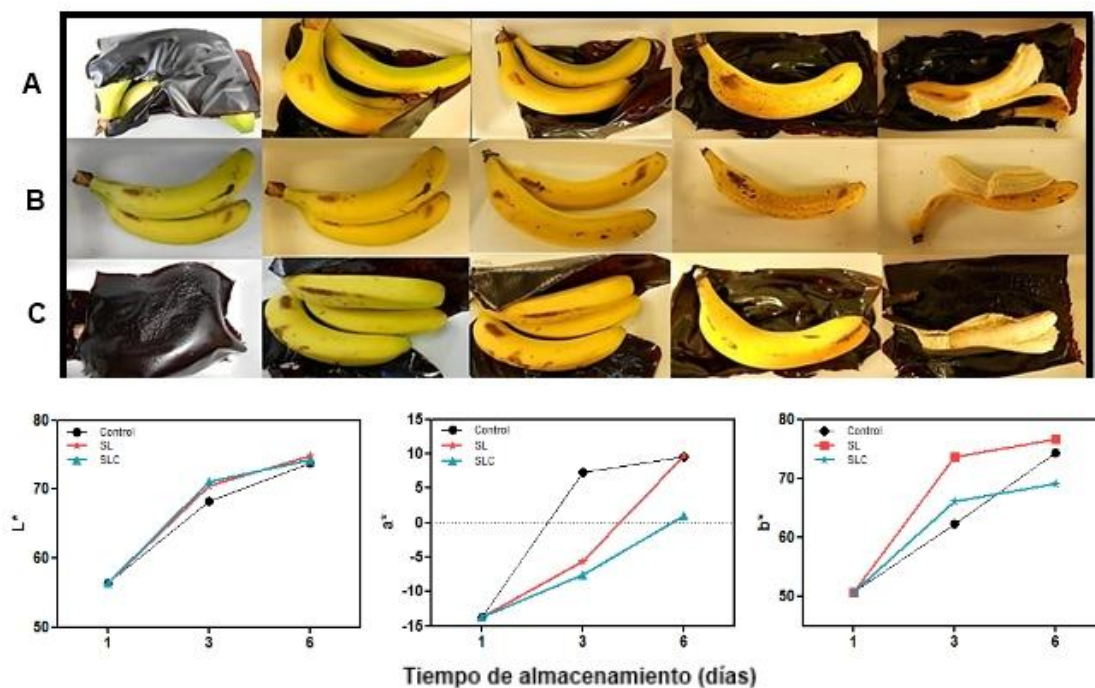 A
B
C
80
70
60
50
L*
Control
SL
SLC
1
3
6
15
10
5
0
-5
-10
-15
a*
Control
SL
SLC
1
3
6
80
70
60
50
b*
Control
SL
SLC
1
3
6
Tiempo de almacenamiento (días)